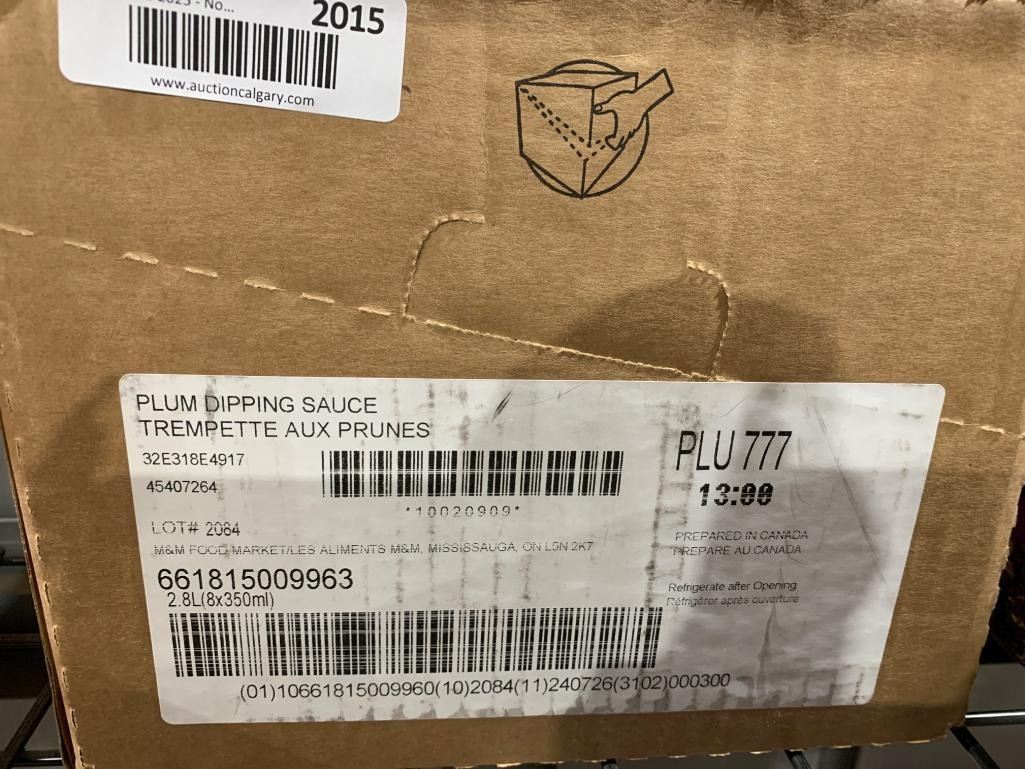 2015
www.auctioncalgary.com
PLUM DIPPING SAUCE
TREMPETTE AUX PRUNES
32E318E4917
45407264
*10020909*
PLU 777
13:00
LOT# 2084
M&M FOOD MARKET/LES ALIMENTS M&M, MISSISSAUGA, ON L5N 2K7
PREPARED IN CANADA
PREPARE AU CANADA
661815009963
2.8L(8x350ml)
Refrigerate after Opening
Réfrigérer après ouverture
(01)10661815009960(10)2084(11)240726(3102)000300